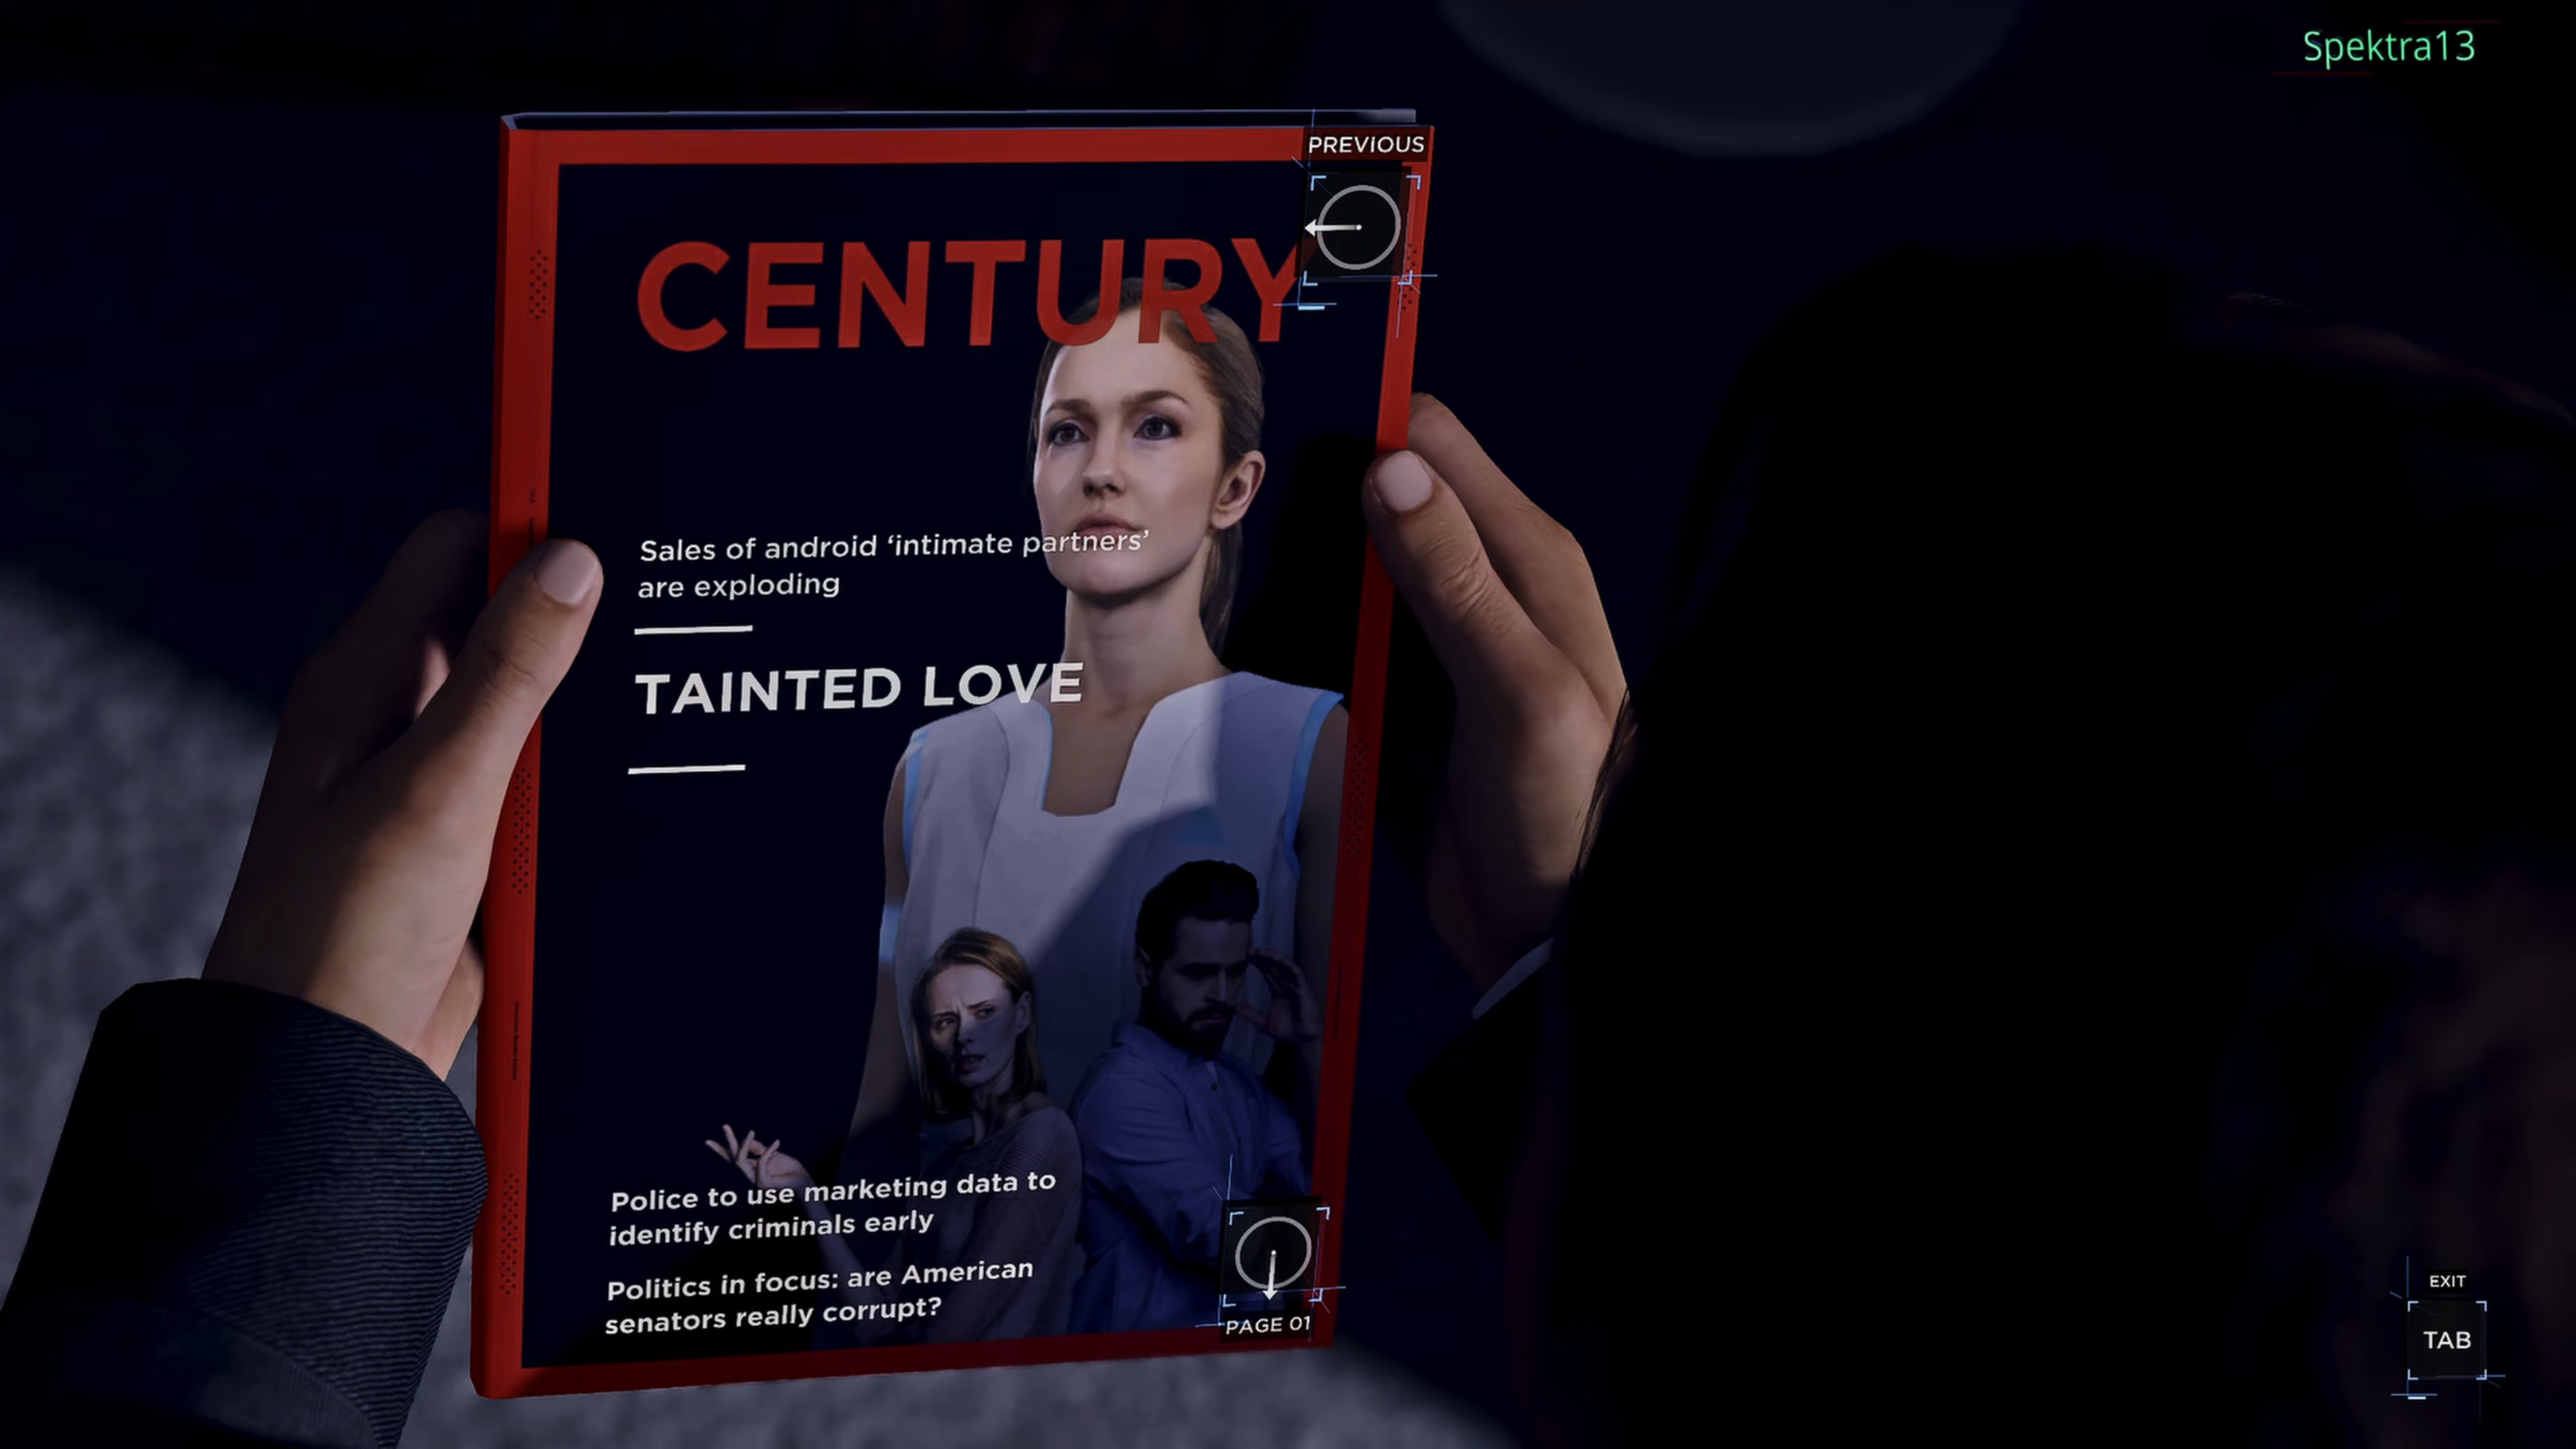 Spektra13
PREVIOUS
CENTURY
Sales of android ‘intimate partners’
are exploding
TAINTED LOVE
Police to use marketing data to
identify criminals early
Politics in focus: are American
senators really corrupt?
PAGE 01
EXIT
TAB